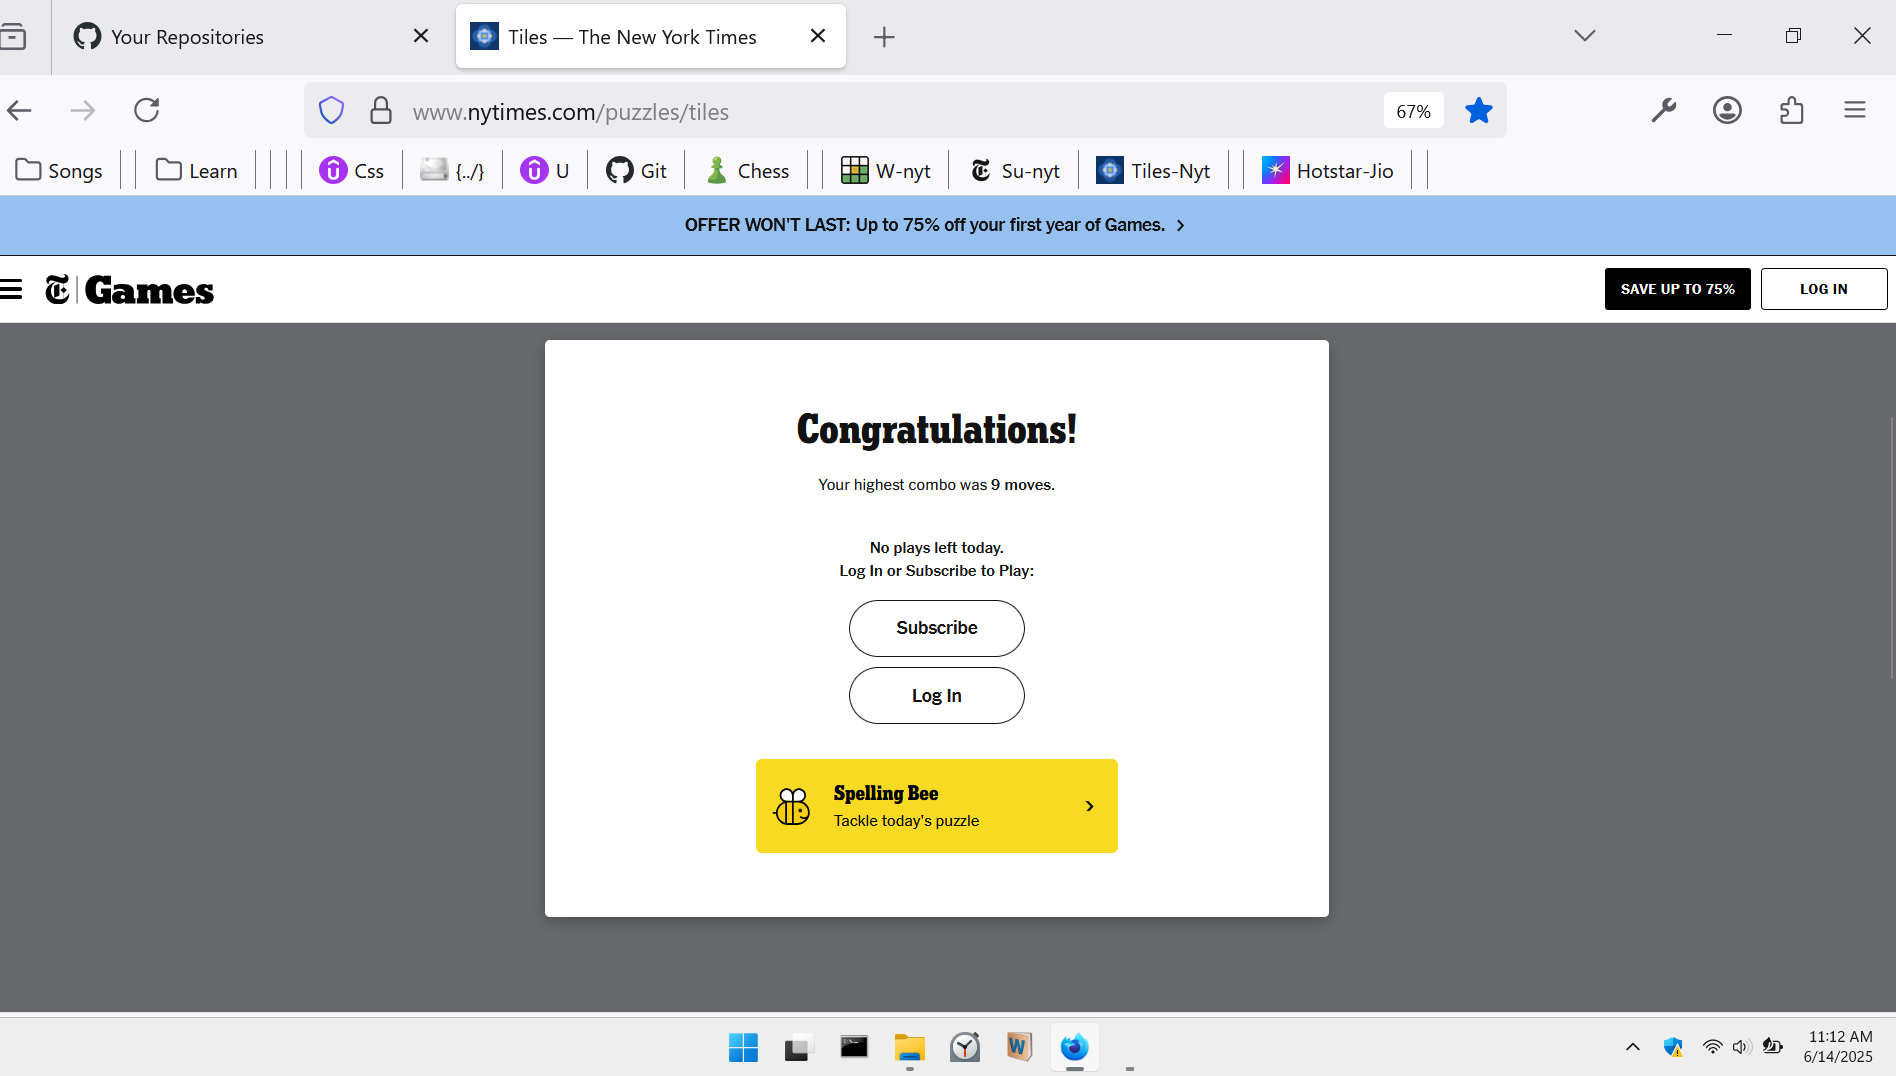 Your Repositories
Tiles — The New York Times
www.nytimes.com/puzzles/tiles
67%
Songs
Learn
Css
{../}
U
Git
Chess
W-nyt
Su-nyt
Tiles-Nyt
Hotstar-Jio
OFFER WON'T LAST: Up to 75% off your first year of Games.
T Games
SAVE UP TO 75%
LOG IN
Congratulations!
Your highest combo was 9 moves.
No plays left today.
Log In or Subscribe to Play:
Subscribe
Log In
Spelling Bee
Tackle today's puzzle
W
11:12 AM
6/14/2025